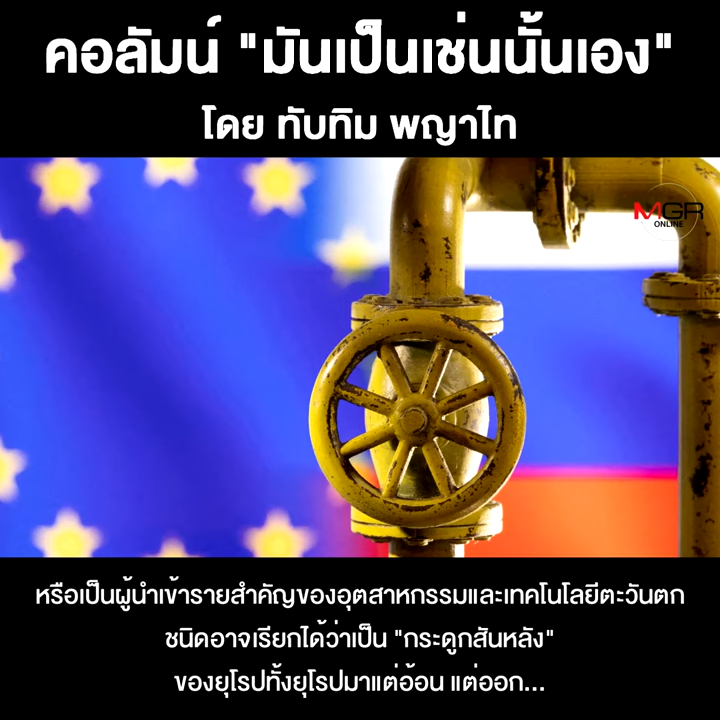 คอลัมน์ "มันเป็นเช่นนั้นเอง"
โดย ทับทิม พญาไท
MGR
ONLINE
หรือเป็นผู้นำเข้ารายสำคัญของอุตสาหกรรมและเทคโนโลยีตะวันตก
ชนิดอาจเรียกได้ว่าเป็น "กระดูกสันหลัง"
ของยุโรปทั้งยุโรปมาแต่อ้อน แต่ออก...